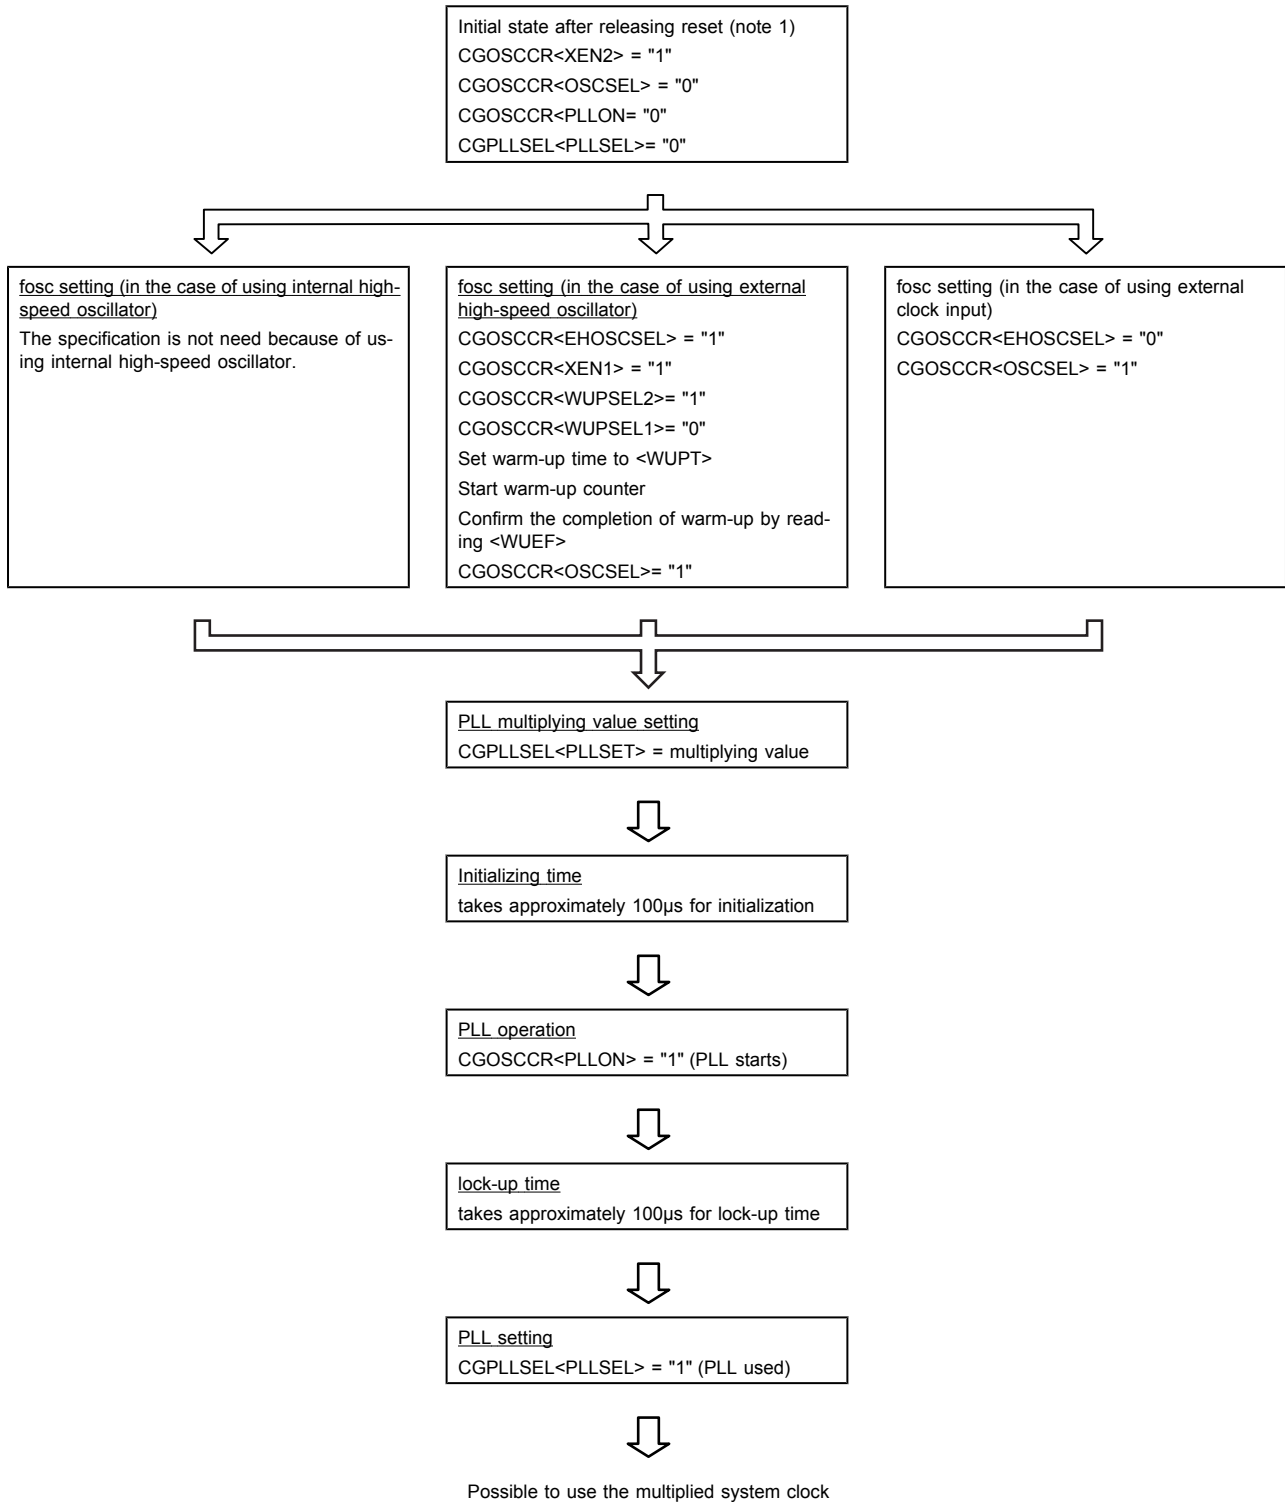 Initial state after releasing reset (note 1)
CGOSCCR<XEN2> = "1"
CGOSCCR<OSCSEL> = "0"
CGOSCCR<PLLON= "0"
CGPLLSEL<PLLSEL>= "0"
fosc setting (in the case of using internal high-
speed oscillator)
The specification is not need because of us-
ing internal high-speed oscillator.
fosc setting (in the case of using external
high-speed oscillator)
CGOSCCR<EHOSCSEL> = "1"
CGOSCCR<XEN1> = "1"
CGOSCCR<WUPSEL2>= "1"
CGOSCCR<WUPSEL1>= "0"
Set warm-up time to <WUPT>
Start warm-up counter
Confirm the completion of warm-up by read-
ing <WUEF>
CGOSCCR<OSCSEL>= "1"
fosc setting (in the case of using external
clock input)
CGOSCCR<EHOSCSEL> = "0"
CGOSCCR<OSCSEL> = "1"
PLL multiplying value setting
CGPLLSEL<PLLSET> = multiplying value
Initializing time
takes approximately 100µs for initialization
PLL operation
CGOSCCR<PLLON> = "1" (PLL starts)
lock-up time
takes approximately 100µs for lock-up time
PLL setting
CGPLLSEL<PLLSEL> = "1" (PLL used)
Possible to use the multiplied system clock